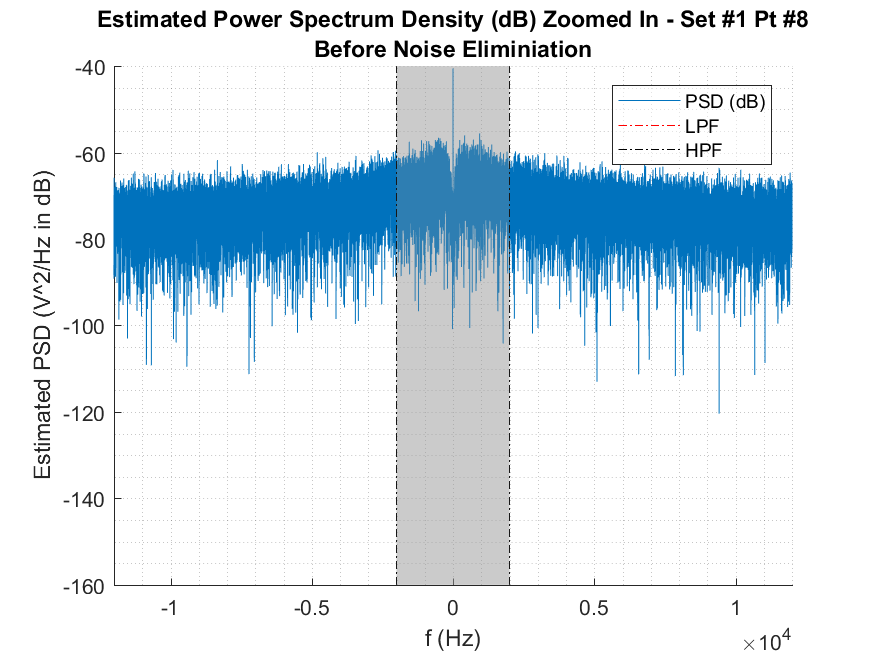 Estimated Power Spectrum Density (dB) Zoomed In - Set #1 Pt #8
Before Noise Eliminiation
PSD (dB)
LPF
HPF
Estimated PSD (V^2/Hz in dB)
-40
-60
-80
-100
-120
-140
-160
-1
-0.5
0
0.5
1
×10^4
f (Hz)